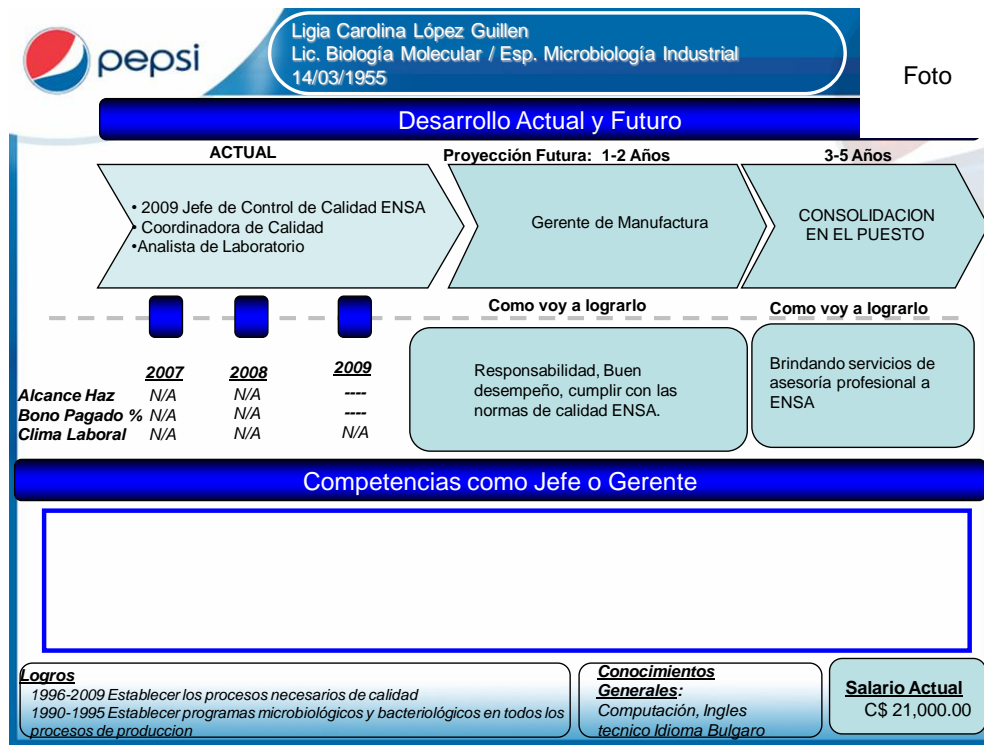 pepsi
Ligia Carolina López Guillen
Lic. Biología Molecular / Esp. Microbiología Industrial
14/03/1955
Foto
Desarrollo Actual y Futuro
ACTUAL
Proyección Futura: 1-2 Años
3-5 Años
• 2009 Jefe de Control de Calidad ENSA
• Coordinadora de Calidad
•Analista de Laboratorio
Gerente de Manufactura
CONSOLIDACION
EN EL PUESTO
Como voy a lograrlo
Como voy a lograrlo
2007 2008 2009
Alcance Haz N/A N/A ----
Bono Pagado % N/A N/A ----
Clima Laboral N/A N/A N/A
Responsabilidad, Buen
desempeño, cumplir con las
normas de calidad ENSA.
Brindando servicios de
asesoría profesional a
ENSA
Competencias como Jefe o Gerente
Logros
1996-2009 Establecer los procesos necesarios de calidad
1990-1995 Establecer programas microbiológicos y bacteriológicos en todos los
procesos de produccion
Conocimientos
Generales:
Computación, Ingles
tecnico Idioma Bulgaro
Salario Actual
C$ 21,000.00